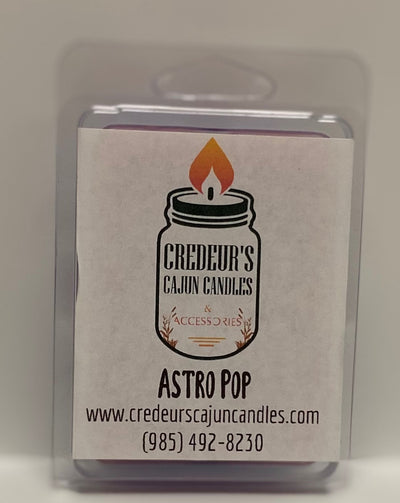 CREDEUR'S
CAJUN CANDLES
&
ACCESSORIES
ASTRO POP
www.credeurscajuncandles.com
(985) 492-8230